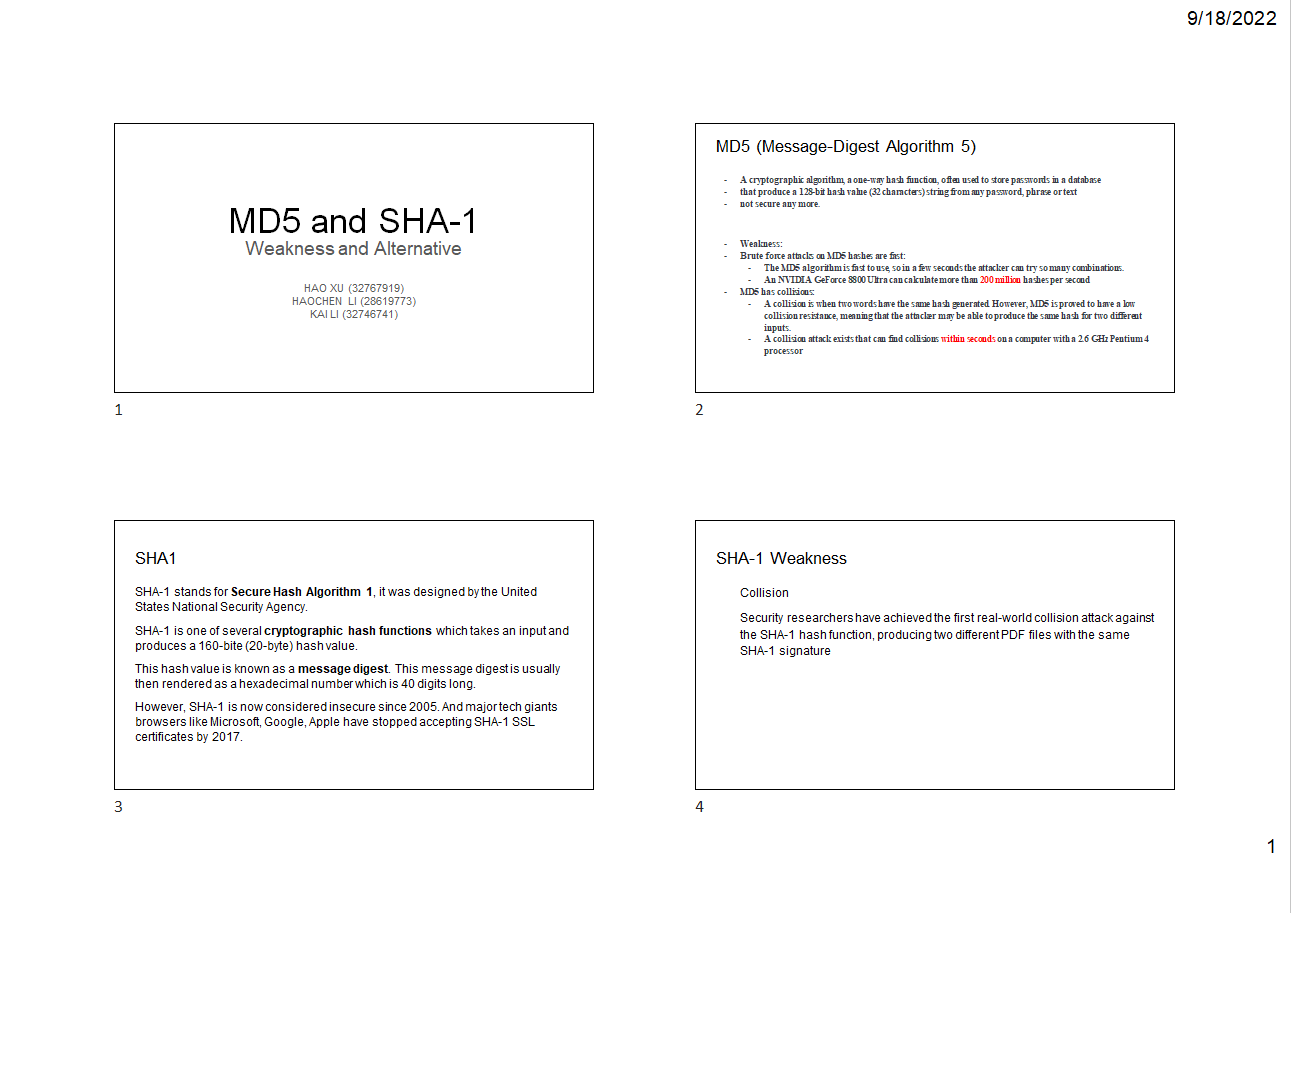 9/18/2022
MD5 and SHA-1
Weakness and Alternative
HAO XU (32767919)
HAOCHEN LI (28619773)
KAI LI (32746741)
1
MD5 (Message-Digest Algorithm 5)
- A cryptographic algorithm, a one-way hash function, often used to store passwords in a database
- that produce a 128-bit hash value (32 characters) string from any password, phrase or text
- not secure any more.
- Weakness:
- Brute force attacks on MD5 hashes are fast:
- The MD5 algorithm is fast to use, so in a few seconds the attacker can try so many combinations.
- An NVIDIA GeForce 8800 Ultra can calculate more than 200 million hashes per second
- MD5 has collisions:
- A collision is when two words have the same hash generated. However, MD5 is proved to have a low
collision resistance, meaning that the attacker may be able to produce the same hash for two different
inputs.
- A collision attack exists that can find collisions within seconds on a computer with a 2.6 GHz Pentium 4
processor
2
SHA1
SHA-1 stands for Secure Hash Algorithm 1, it was designed by the United
States National Security Agency.
SHA-1 is one of several cryptographic hash functions which takes an input and
produces a 160-bite (20-byte) hash value.
This hash value is known as a message digest. This message digest is usually
then rendered as a hexadecimal number which is 40 digits long.
However, SHA-1 is now considered insecure since 2005. And major tech giants
browsers like Microsoft, Google, Apple have stopped accepting SHA-1 SSL
certificates by 2017.
3
SHA-1 Weakness
Collision
Security researchers have achieved the first real-world collision attack against
the SHA-1 hash function, producing two different PDF files with the same
SHA-1 signature
4
1